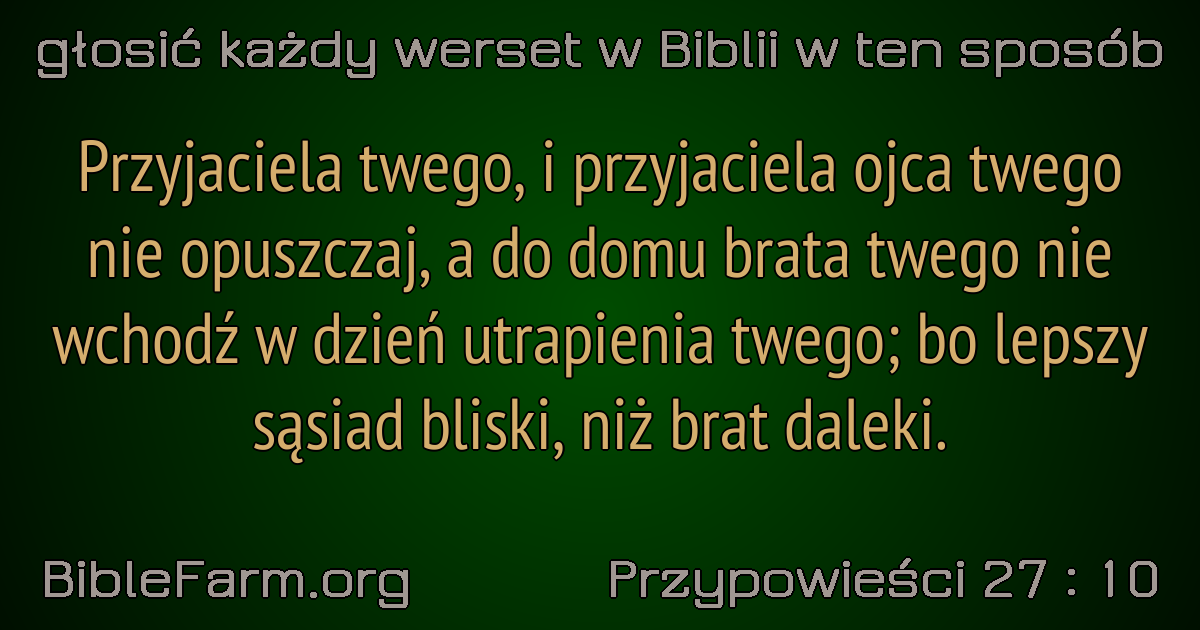 głosić każdy werset w Biblii w ten sposób
Przyjaciela twego, i przyjaciela ojca twego
nie opuszczaj, a do domu brata twego nie
wchodź w dzień utrapienia twego; bo lepszy
sąsiad bliski, niż brat daleki.
BibleFarm.org
Przypowieści 27 : 10